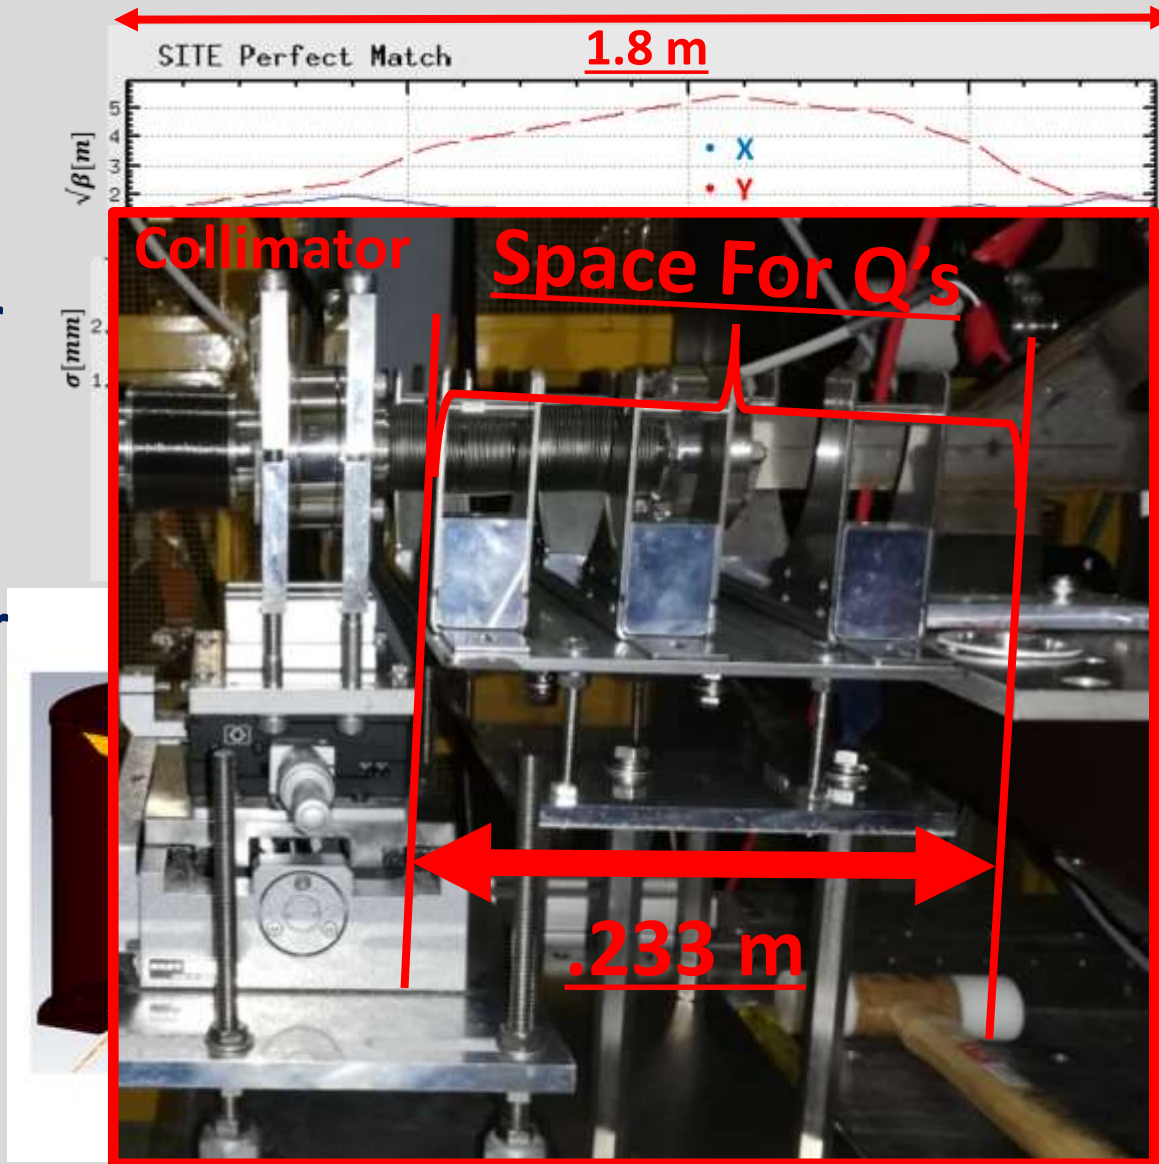 1.8 m
SITE Perfect Match
√β[m]
5
4
3
2
X
Y
Collimator
Space For Q's
σ[mm]
2.
1.
.233 m